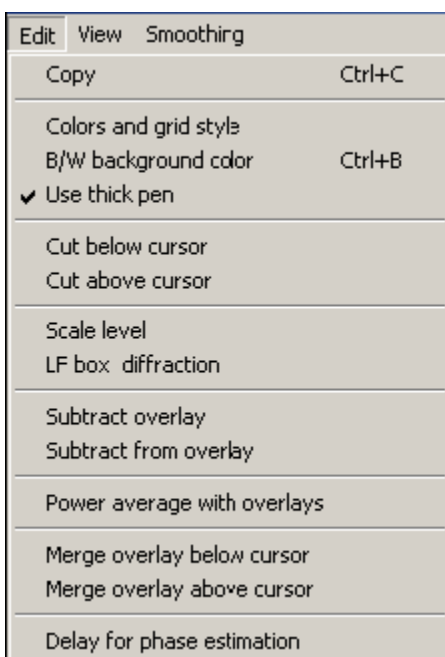 Edit View Smoothing
Copy Ctrl+C
Colors and grid style
B/W background color Ctrl+B
Use thick pen
Cut below cursor
Cut above cursor
Scale level
LF box diffraction
Subtract overlay
Subtract from overlay
Power average with overlays
Merge overlay below cursor
Merge overlay above cursor
Delay for phase estimation